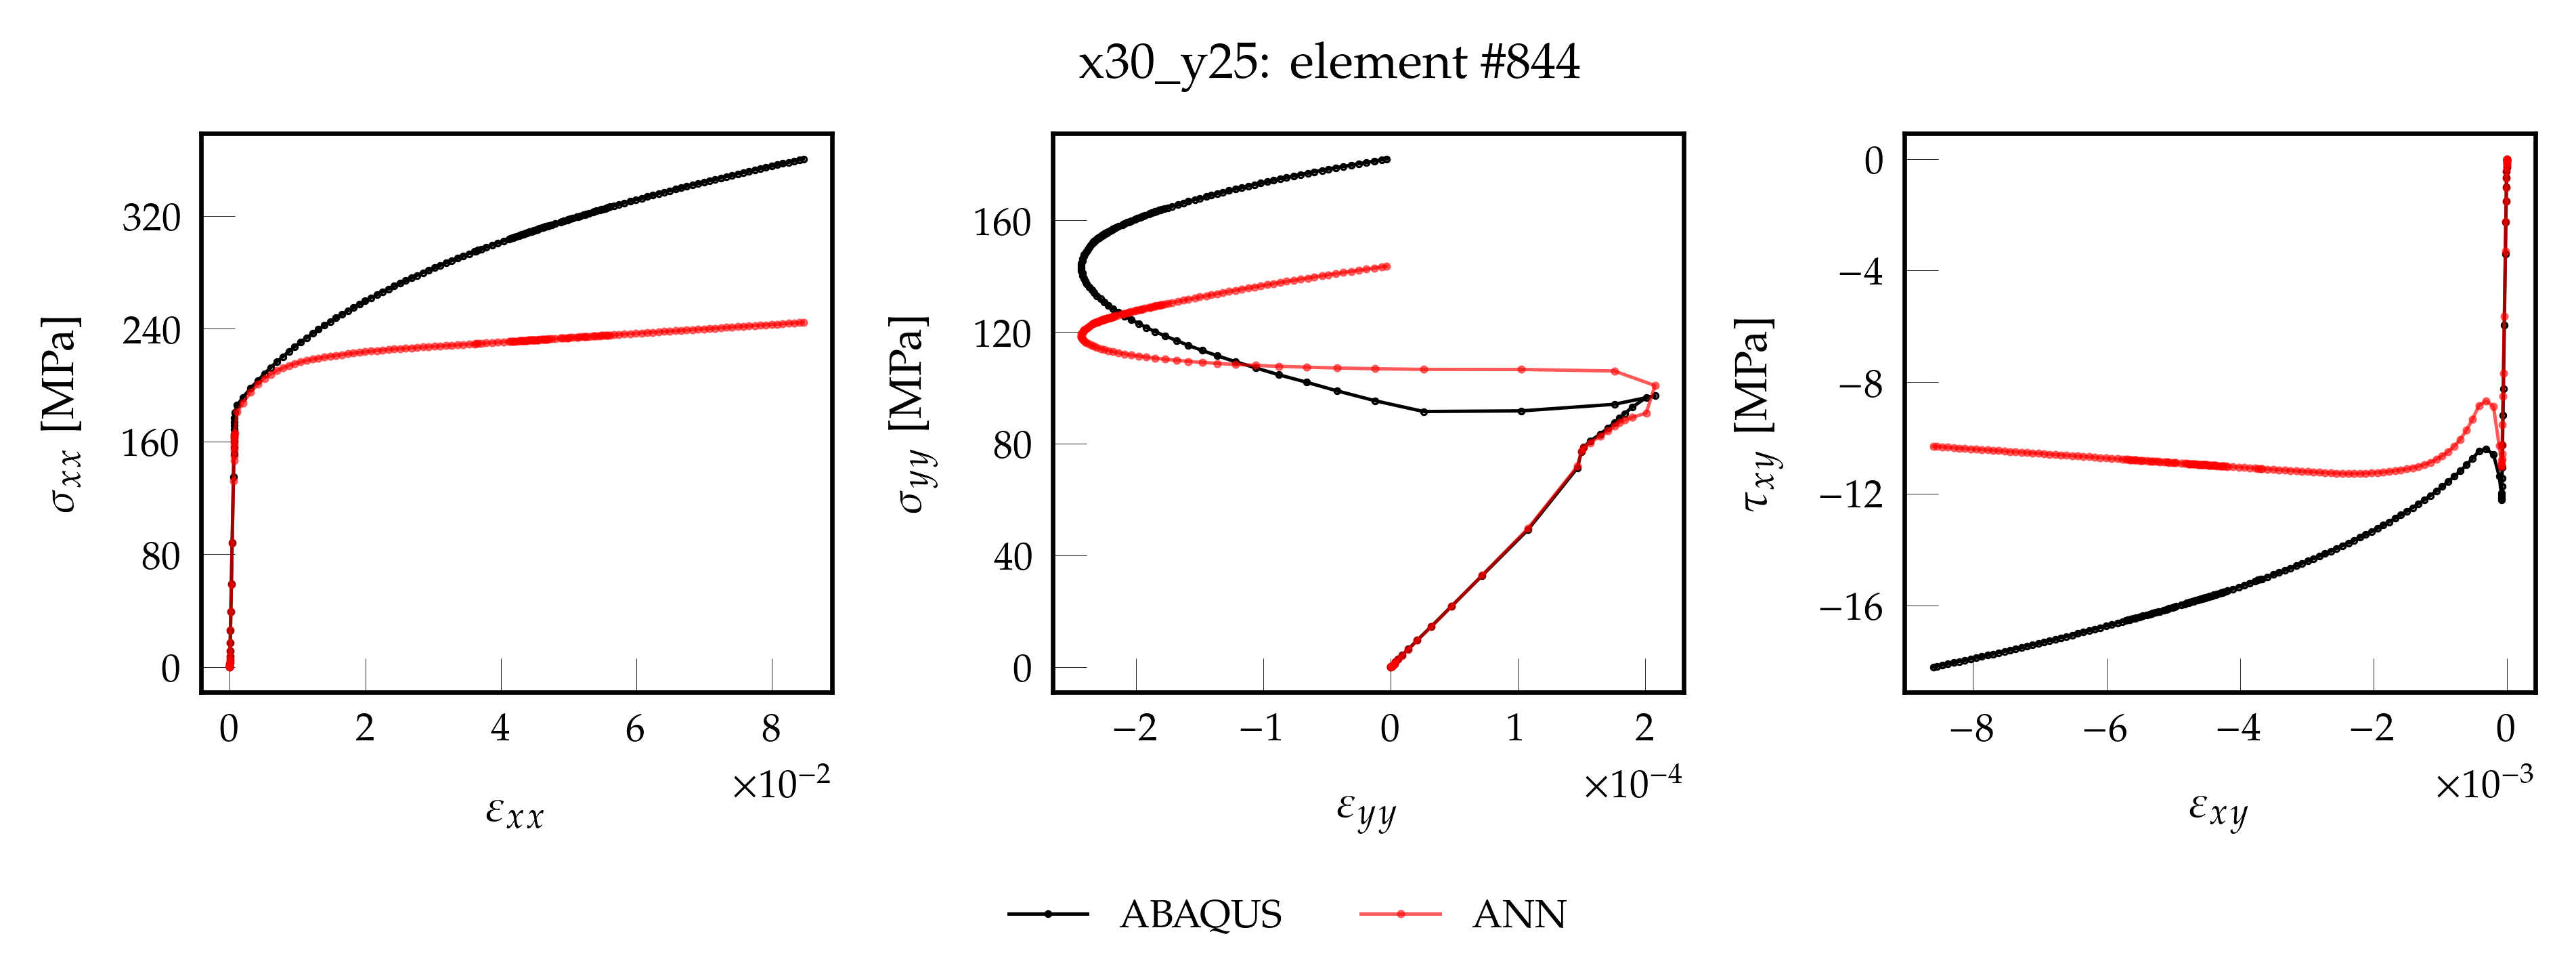 x30_y25: element #844
σxx [MPa]
320
240
160
80
0
0 2 4 6 8
×10−2
εxx
σyy [MPa]
160
120
80
40
0
−2 −1 0 1 2
×10−4
εyy
τxy [MPa]
0
−4
−8
−12
−16
−8 −6 −4 −2 0
×10−3
εxy
ABAQUS ANN